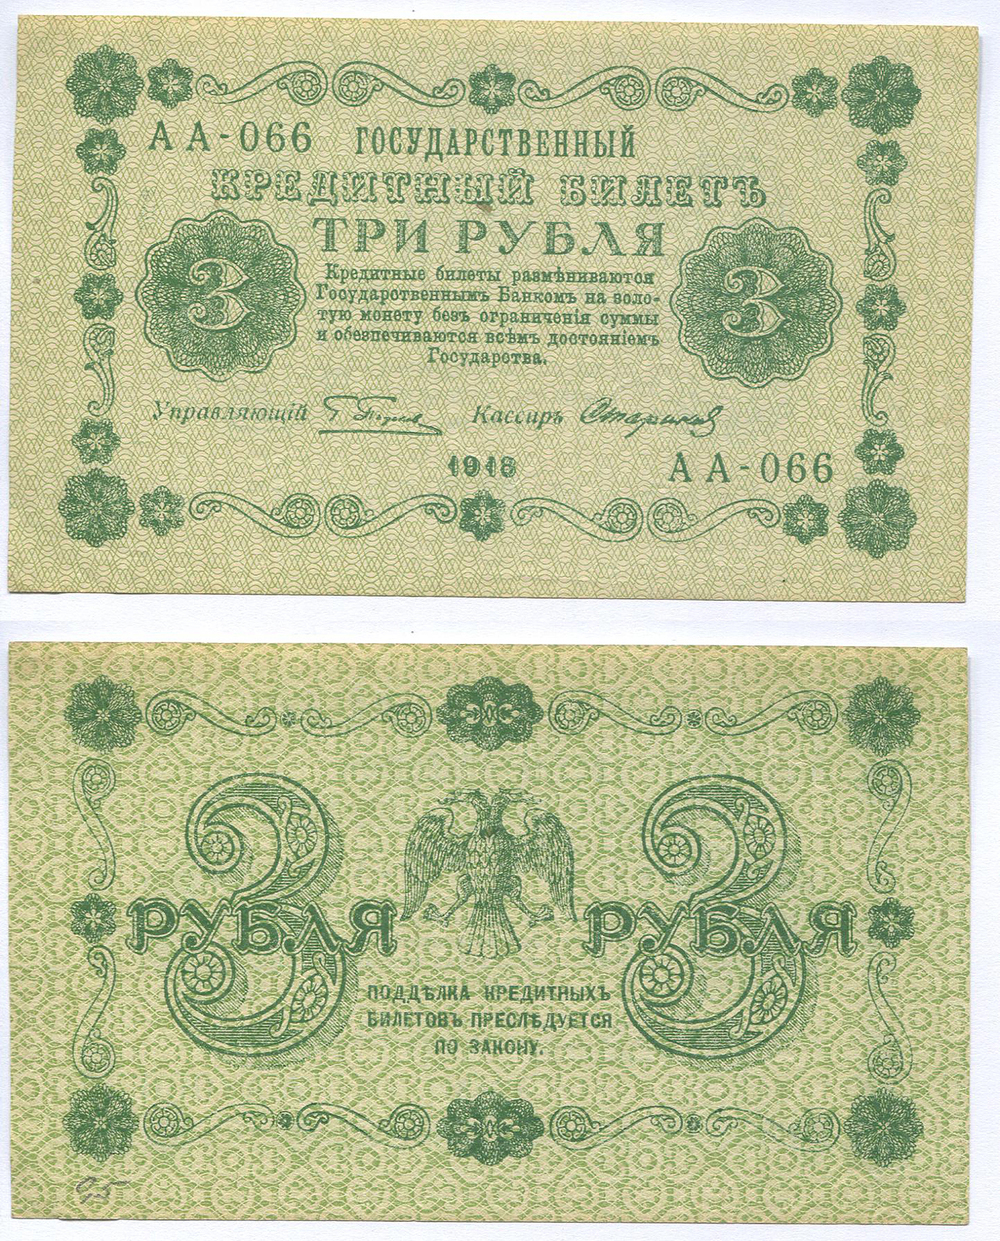 АА-066 ГОСУДАРСТВЕННЫЙ
КРЕДИТНЫЙ БИЛЕТЪ
ТРИ РУБЛЯ
3 3
Кредитные билеты размѣниваются
Государственнымъ Банкомъ на золо-
тую монету безъ ограниченія суммы
и обезпечиваются всѣмъ достояніемъ
Государства.
Управляющій Кассиръ
1918 АА-066
3 3
РУБЛЯ РУБЛЯ
ПОДДѢЛКА КРЕДИТНЫХЪ
БИЛЕТОВЪ ПРЕСЛѢДУЕТСЯ
ПО ЗАКОНУ.